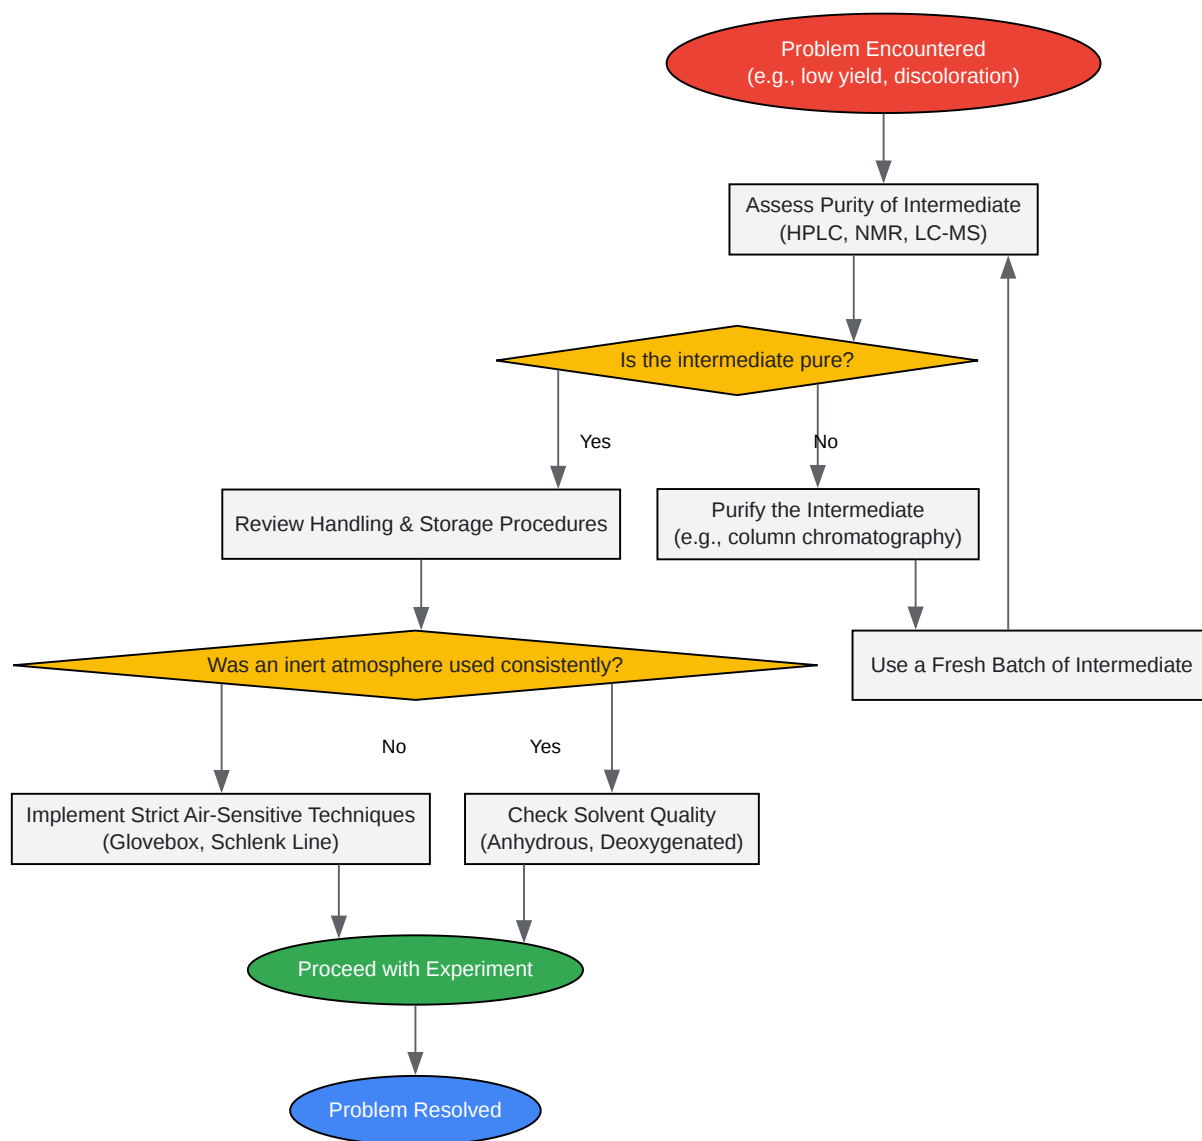 Problem Encountered
(e.g., low yield, discoloration)
Assess Purity of Intermediate
(HPLC, NMR, LC-MS)
Is the intermediate pure?
Yes
No
Review Handling & Storage Procedures
Purify the Intermediate
(e.g., column chromatography)
Was an inert atmosphere used consistently?
Use a Fresh Batch of Intermediate
No
Yes
Implement Strict Air-Sensitive Techniques
(Glovebox, Schlenk Line)
Check Solvent Quality
(Anhydrous, Deoxygenated)
Proceed with Experiment
Problem Resolved